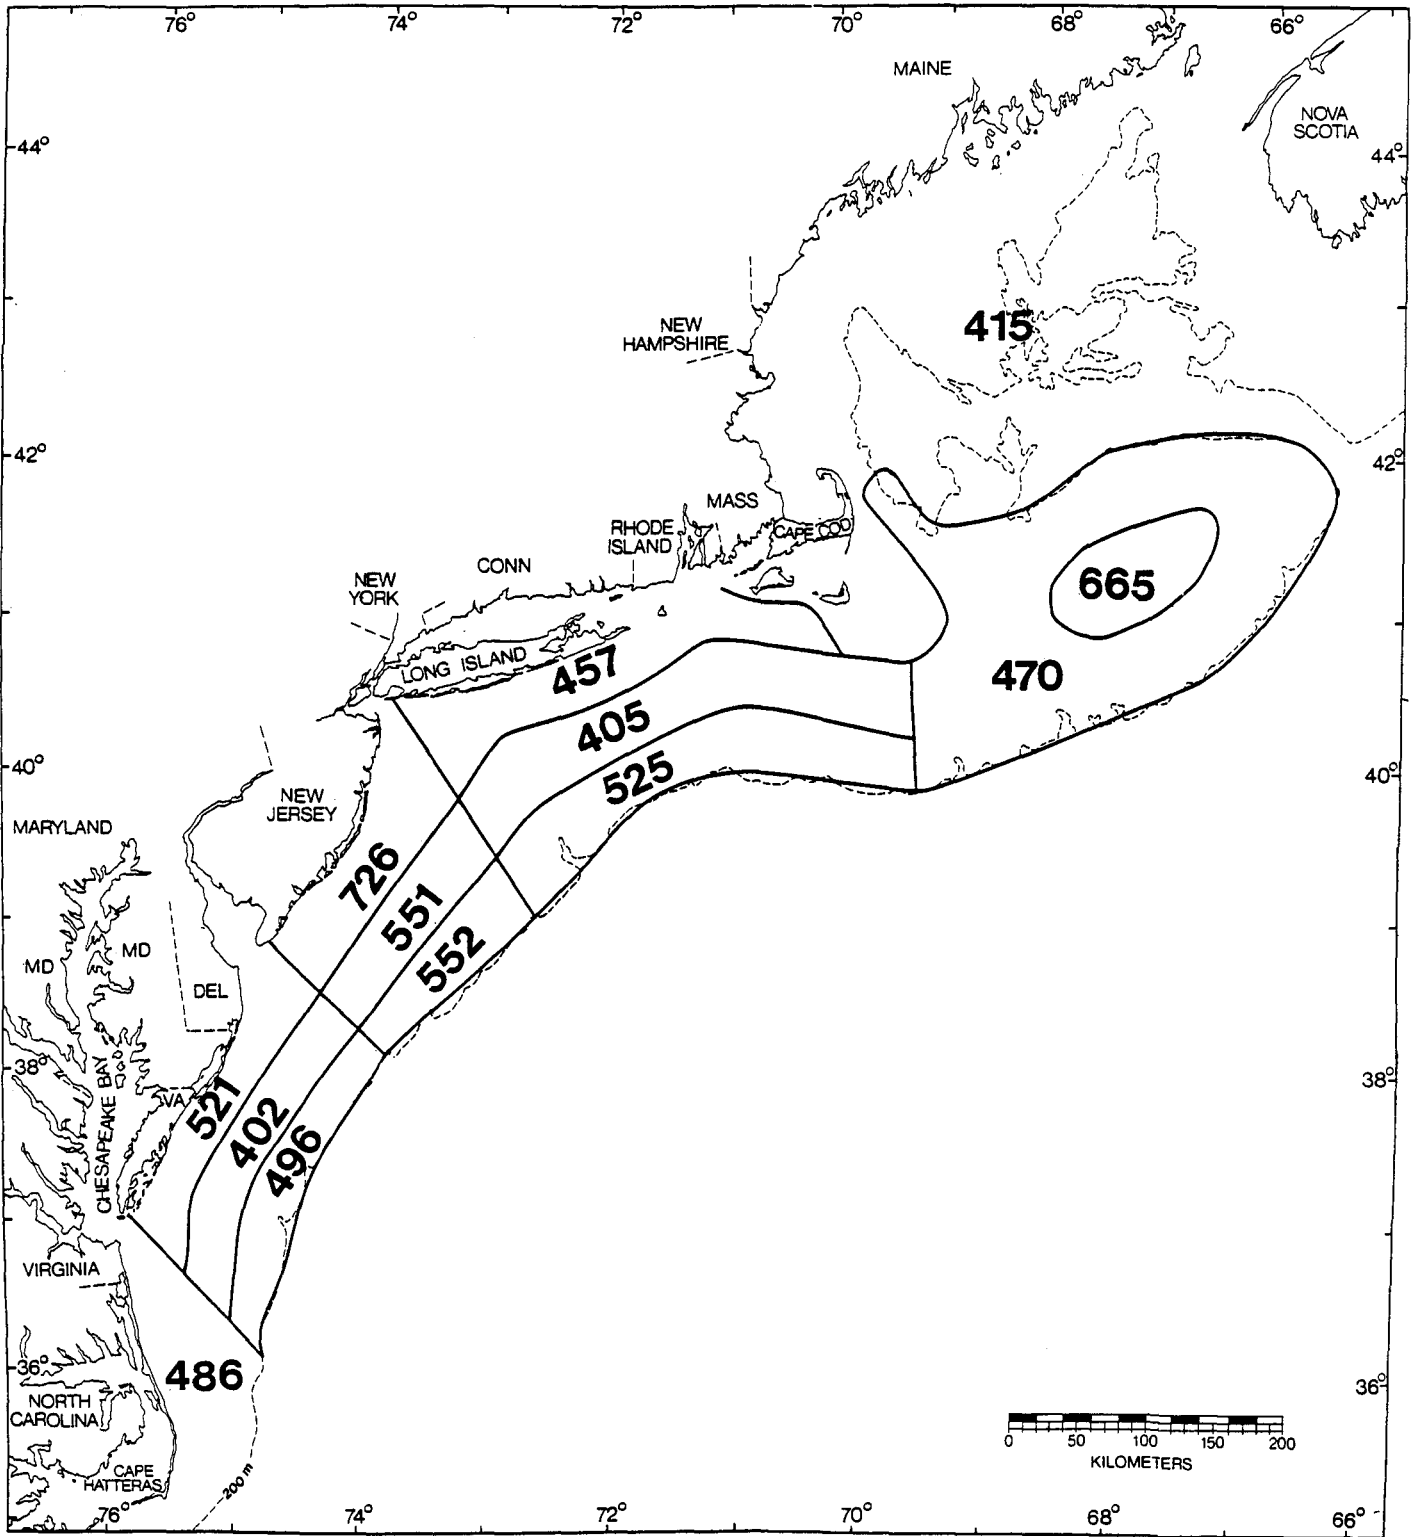 76° 74° 72° 70° 68° 66°
MAINE
NOVA
SCOTIA
44° 44°
415
NEW
HAMPSHIRE
42° 42°
MASS
RHODE
ISLAND
CAPE COD
CONN
NEW
YORK
665
LONG ISLAND
457
470
405
525
40° 40°
NEW
JERSEY
MARYLAND
726
551
552
MD
MD
DEL
38° 38°
CHESAPEAKE BAY
VA
521
402
496
VIRGINIA
486
36° 36°
NORTH
CAROLINA
CAPE
HATTERAS
200 m
0 50 100 150 200
KILOMETERS
76° 74° 72° 70° 68° 66°